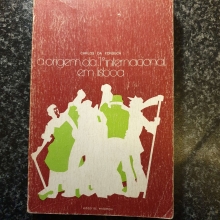 CARLOS DA FONSECA
a origem da 1ª internacional
em lisboa